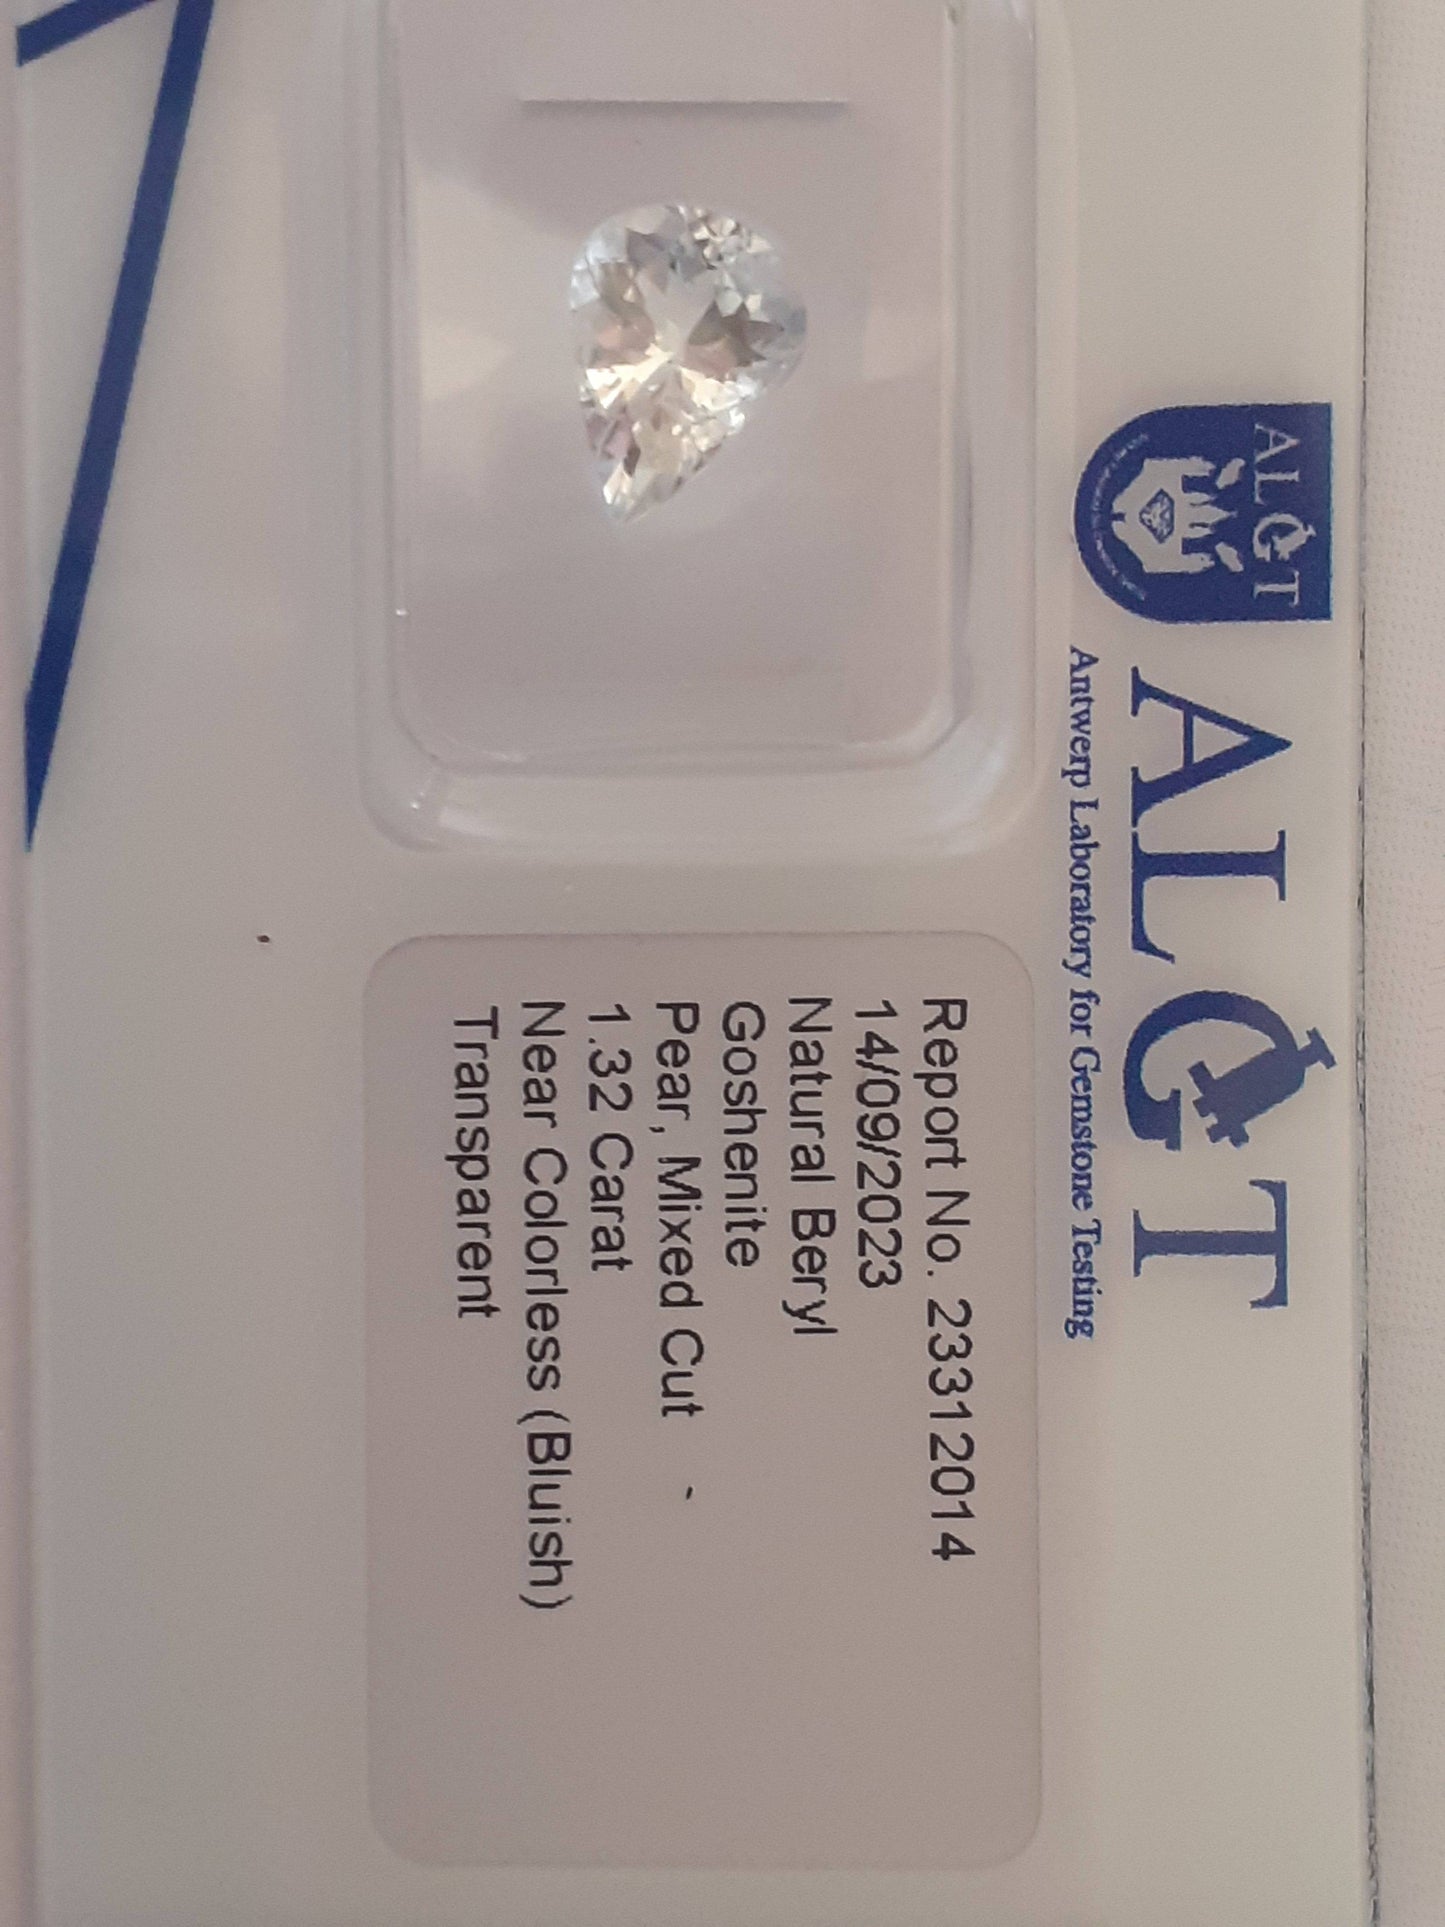 ALGT
ALGT
Antwerp Laboratory for Gemstone Testing
Report No. 23312014
14/09/2023
Natural Beryl
Goshenite
Pear, Mixed Cut -
1.32 Carat
Near Colorless (Bluish)
Transparent